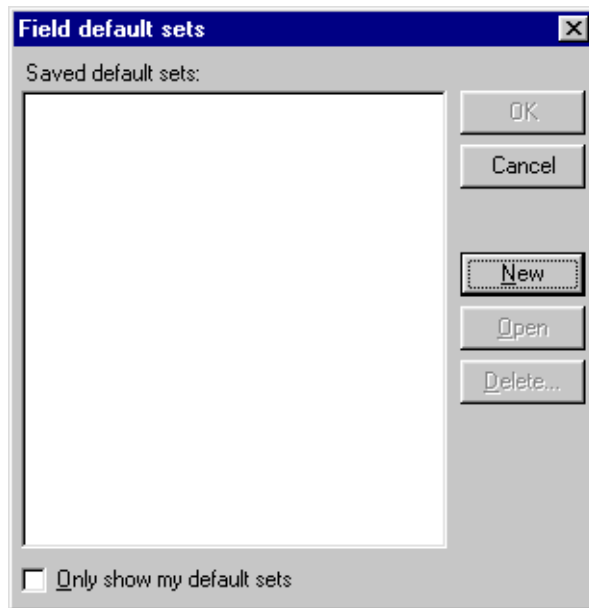 Field default sets
Saved default sets:
OK
Cancel
New
Open
Delete...
Only show my default sets